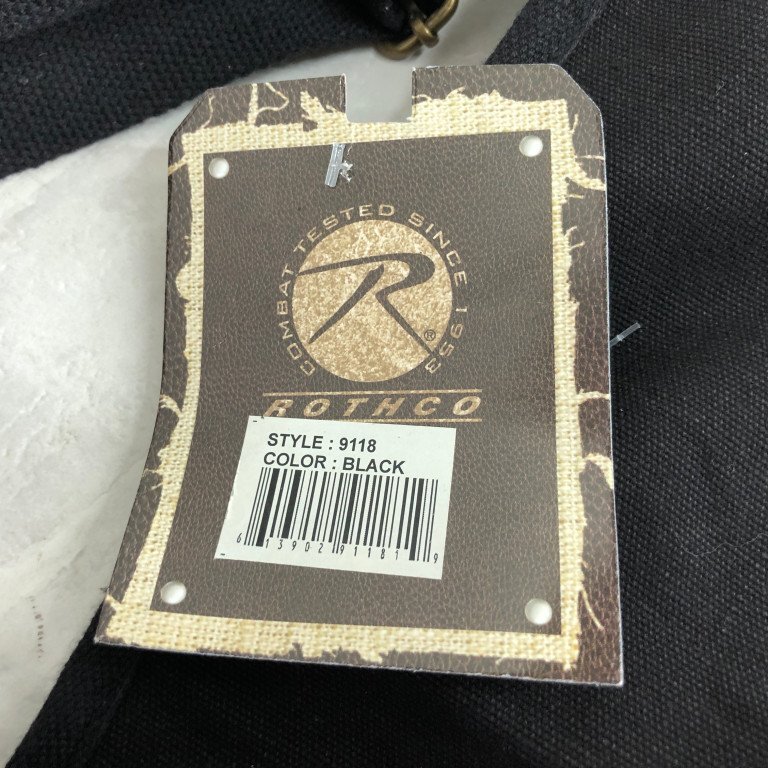 COMBAT TESTED SINCE 1953
R®
ROTHCO
STYLE : 9118
COLOR : BLACK
6 13902 91181 9